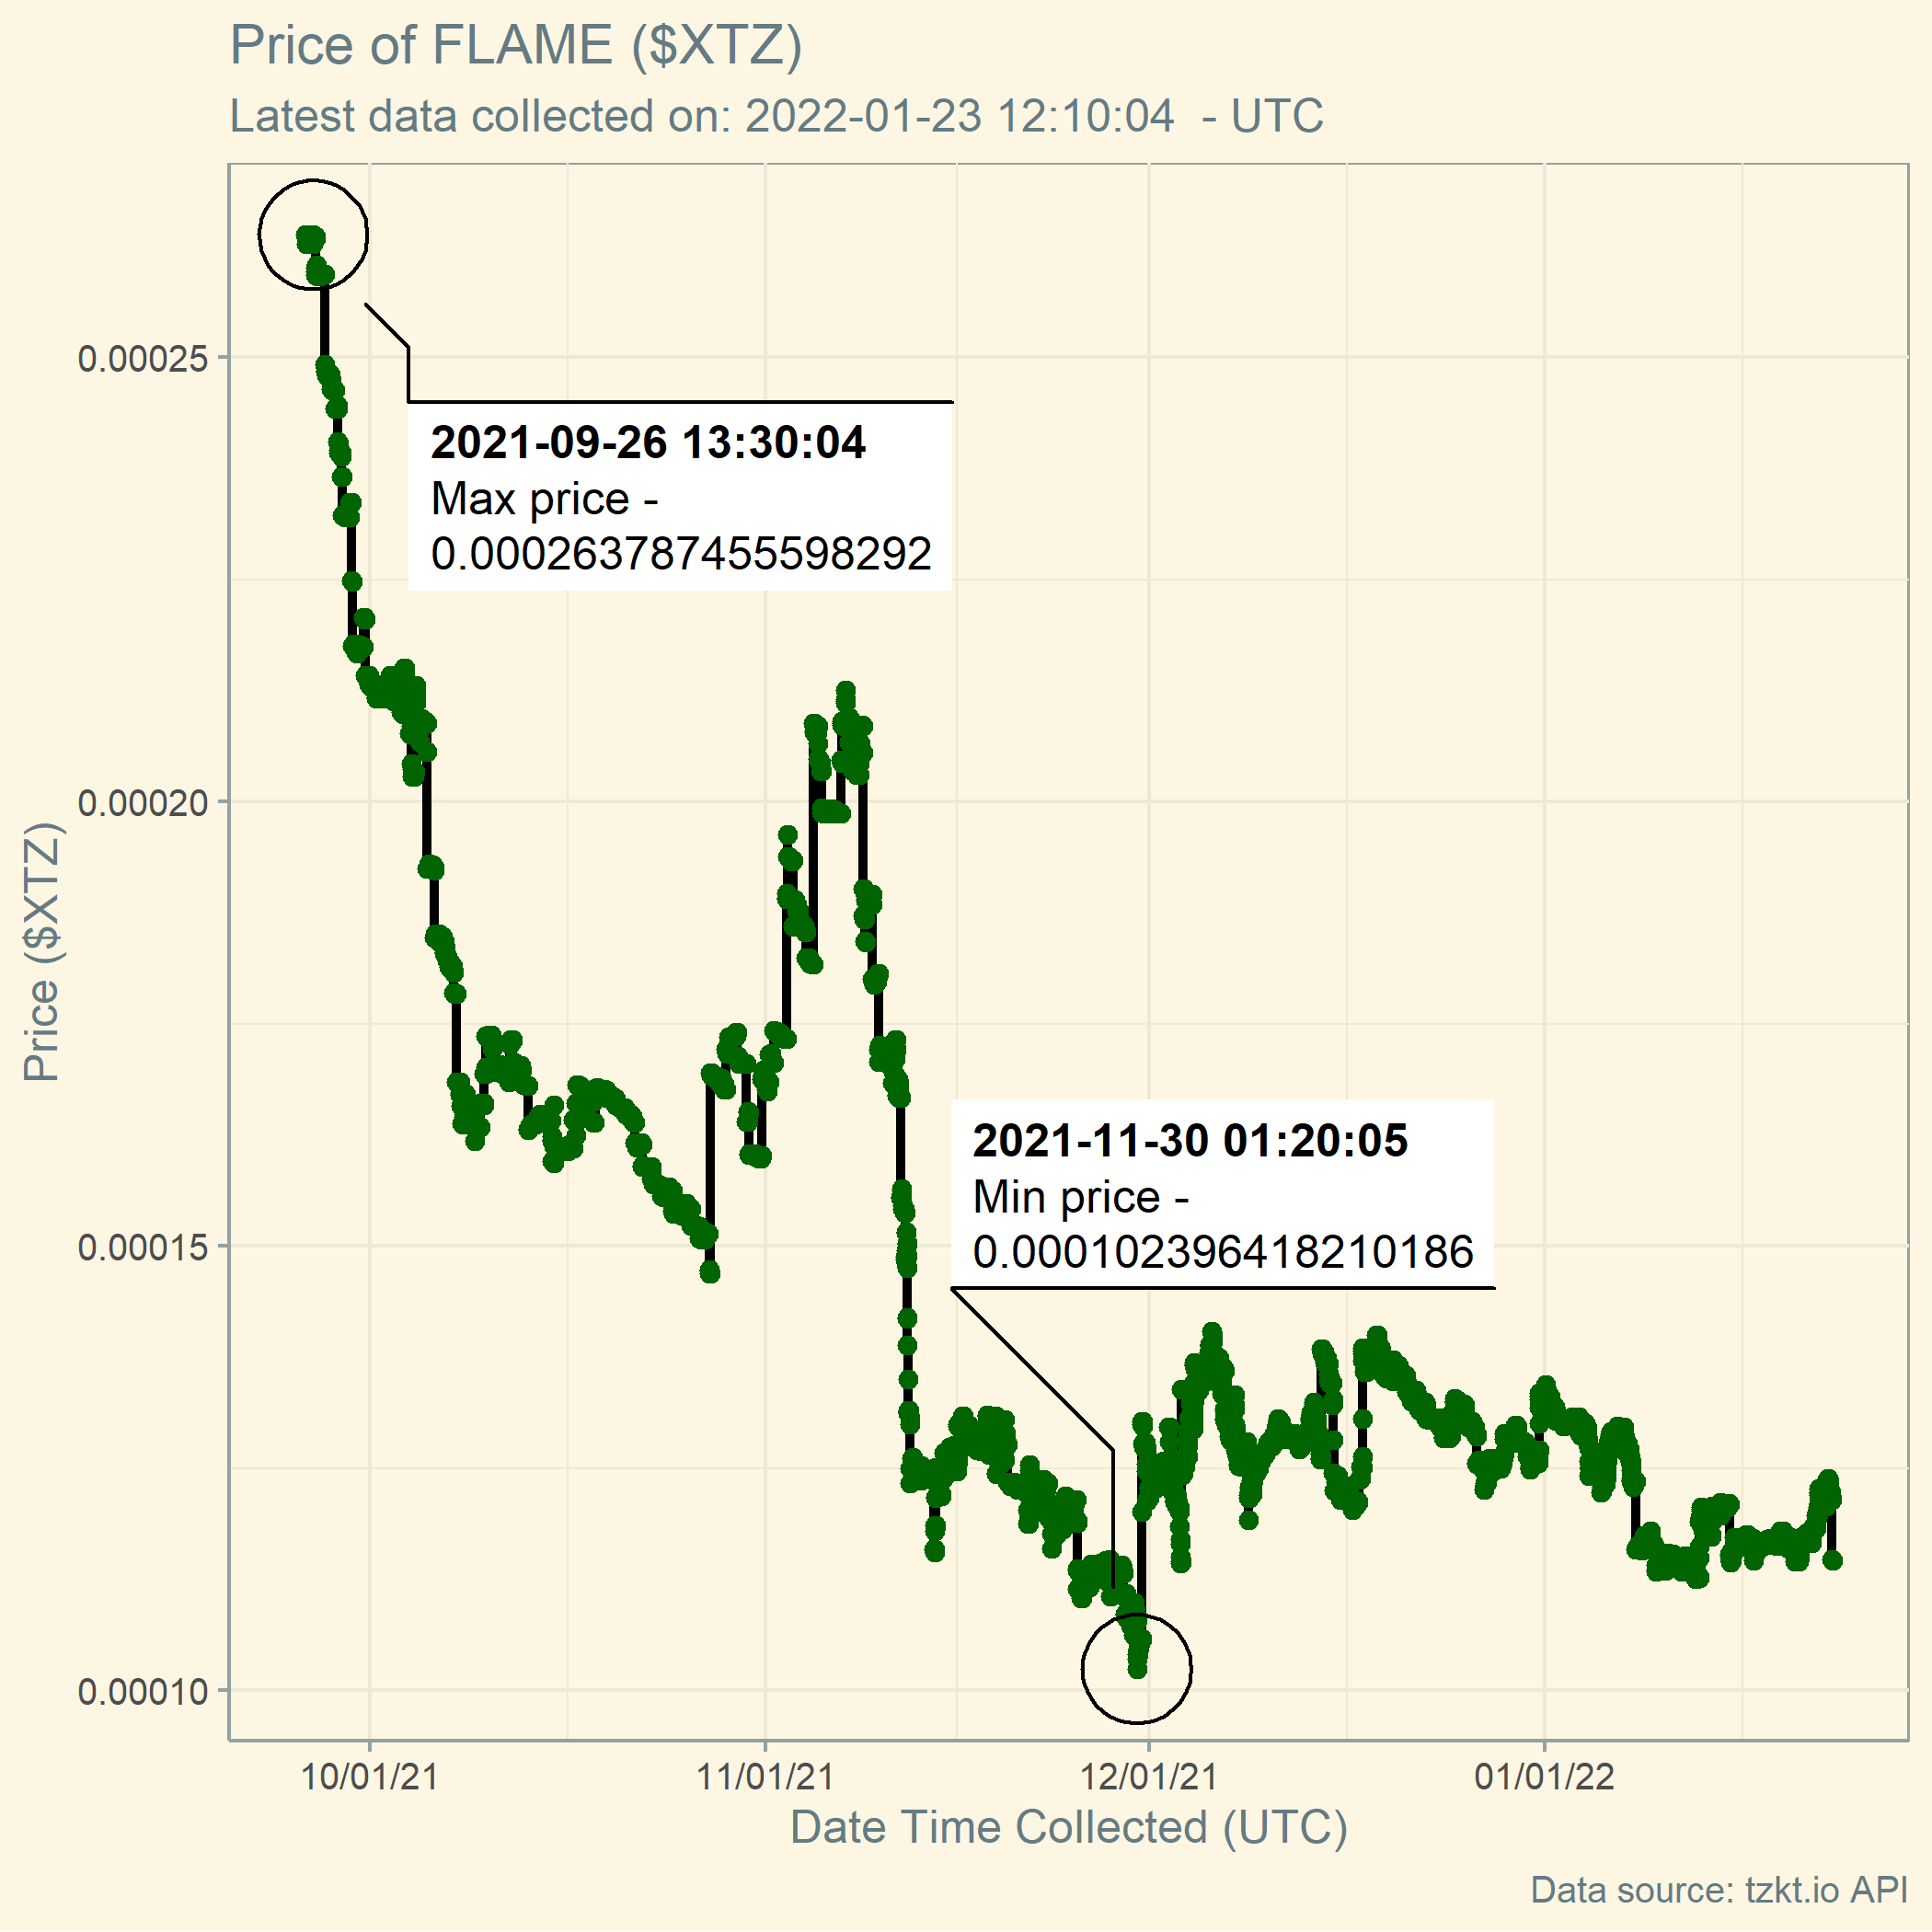 Price of FLAME ($XTZ)
Latest data collected on: 2022-01-23 12:10:04  - UTC
0.00025
2021-09-26 13:30:04
Max price -
0.000263787455598292
0.00020
Price ($XTZ)
2021-11-30 01:20:05
Min price -
0.0001023964182​10186
0.00015
0.00010
10/01/21
11/01/21
12/01/21
01/01/22
Date Time Collected (UTC)
Data source: tzkt.io API